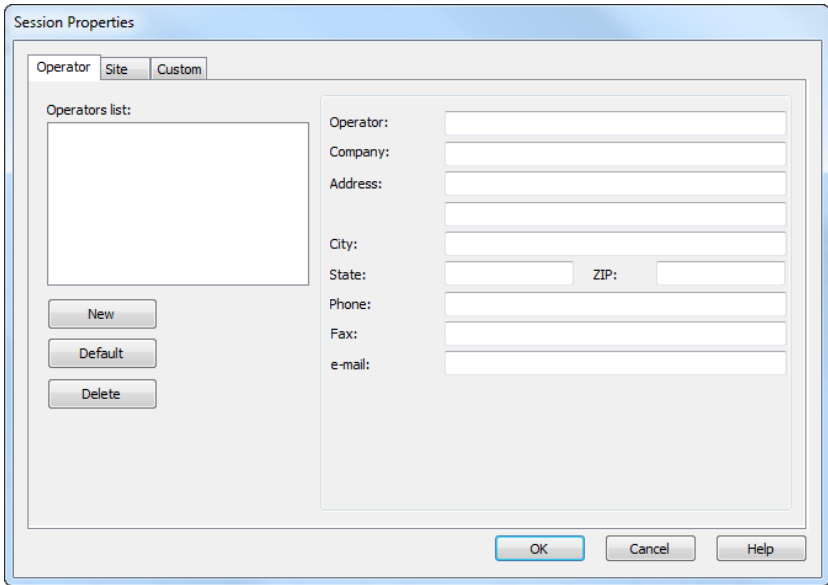 Session Properties
Operator Site Custom
Operators list:
New
Default
Delete
Operator:
Company:
Address:
City:
State: ZIP:
Phone:
Fax:
e-mail:
OK Cancel Help